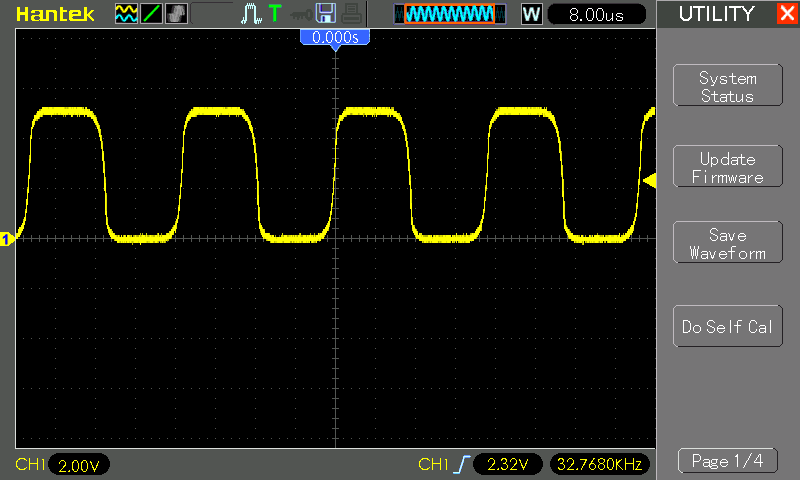 Hantek
T
W
8.00us
UTILITY
0.000s
System
Status
Update
Firmware
1
Save
Waveform
Do Self Cal
CH1 2.00V
CH1 2.32V 32.7680KHz
Page 1/4